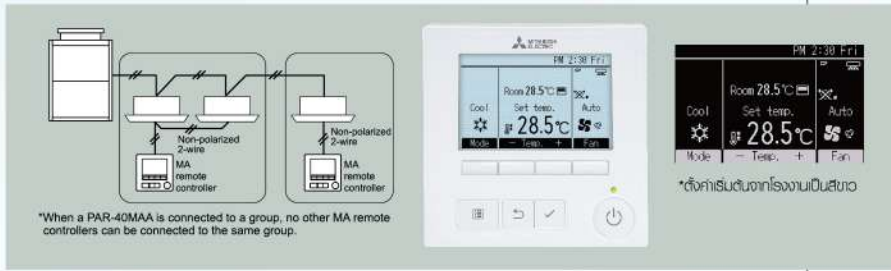 Non-polarized
2-wire
MA
remote
controller
Non-polarized
2-wire
MA
remote
controller
*When a PAR-40MAA is connected to a group, no other MA remote
controllers can be connected to the same group.
MITSUBISHI
ELECTRIC
PM 2:30 Fri
Room 28.5°C
Cool Set temp. Auto
28.5°C
Mode - Temp. + Fan
PM 2:30 Fri
Room 28.5°C
Cool Set temp. Auto
28.5°C
Mode - Temp. + Fan
*ตั้งค่าเริ่มต้นจากโรงงานเป็นสีขาว